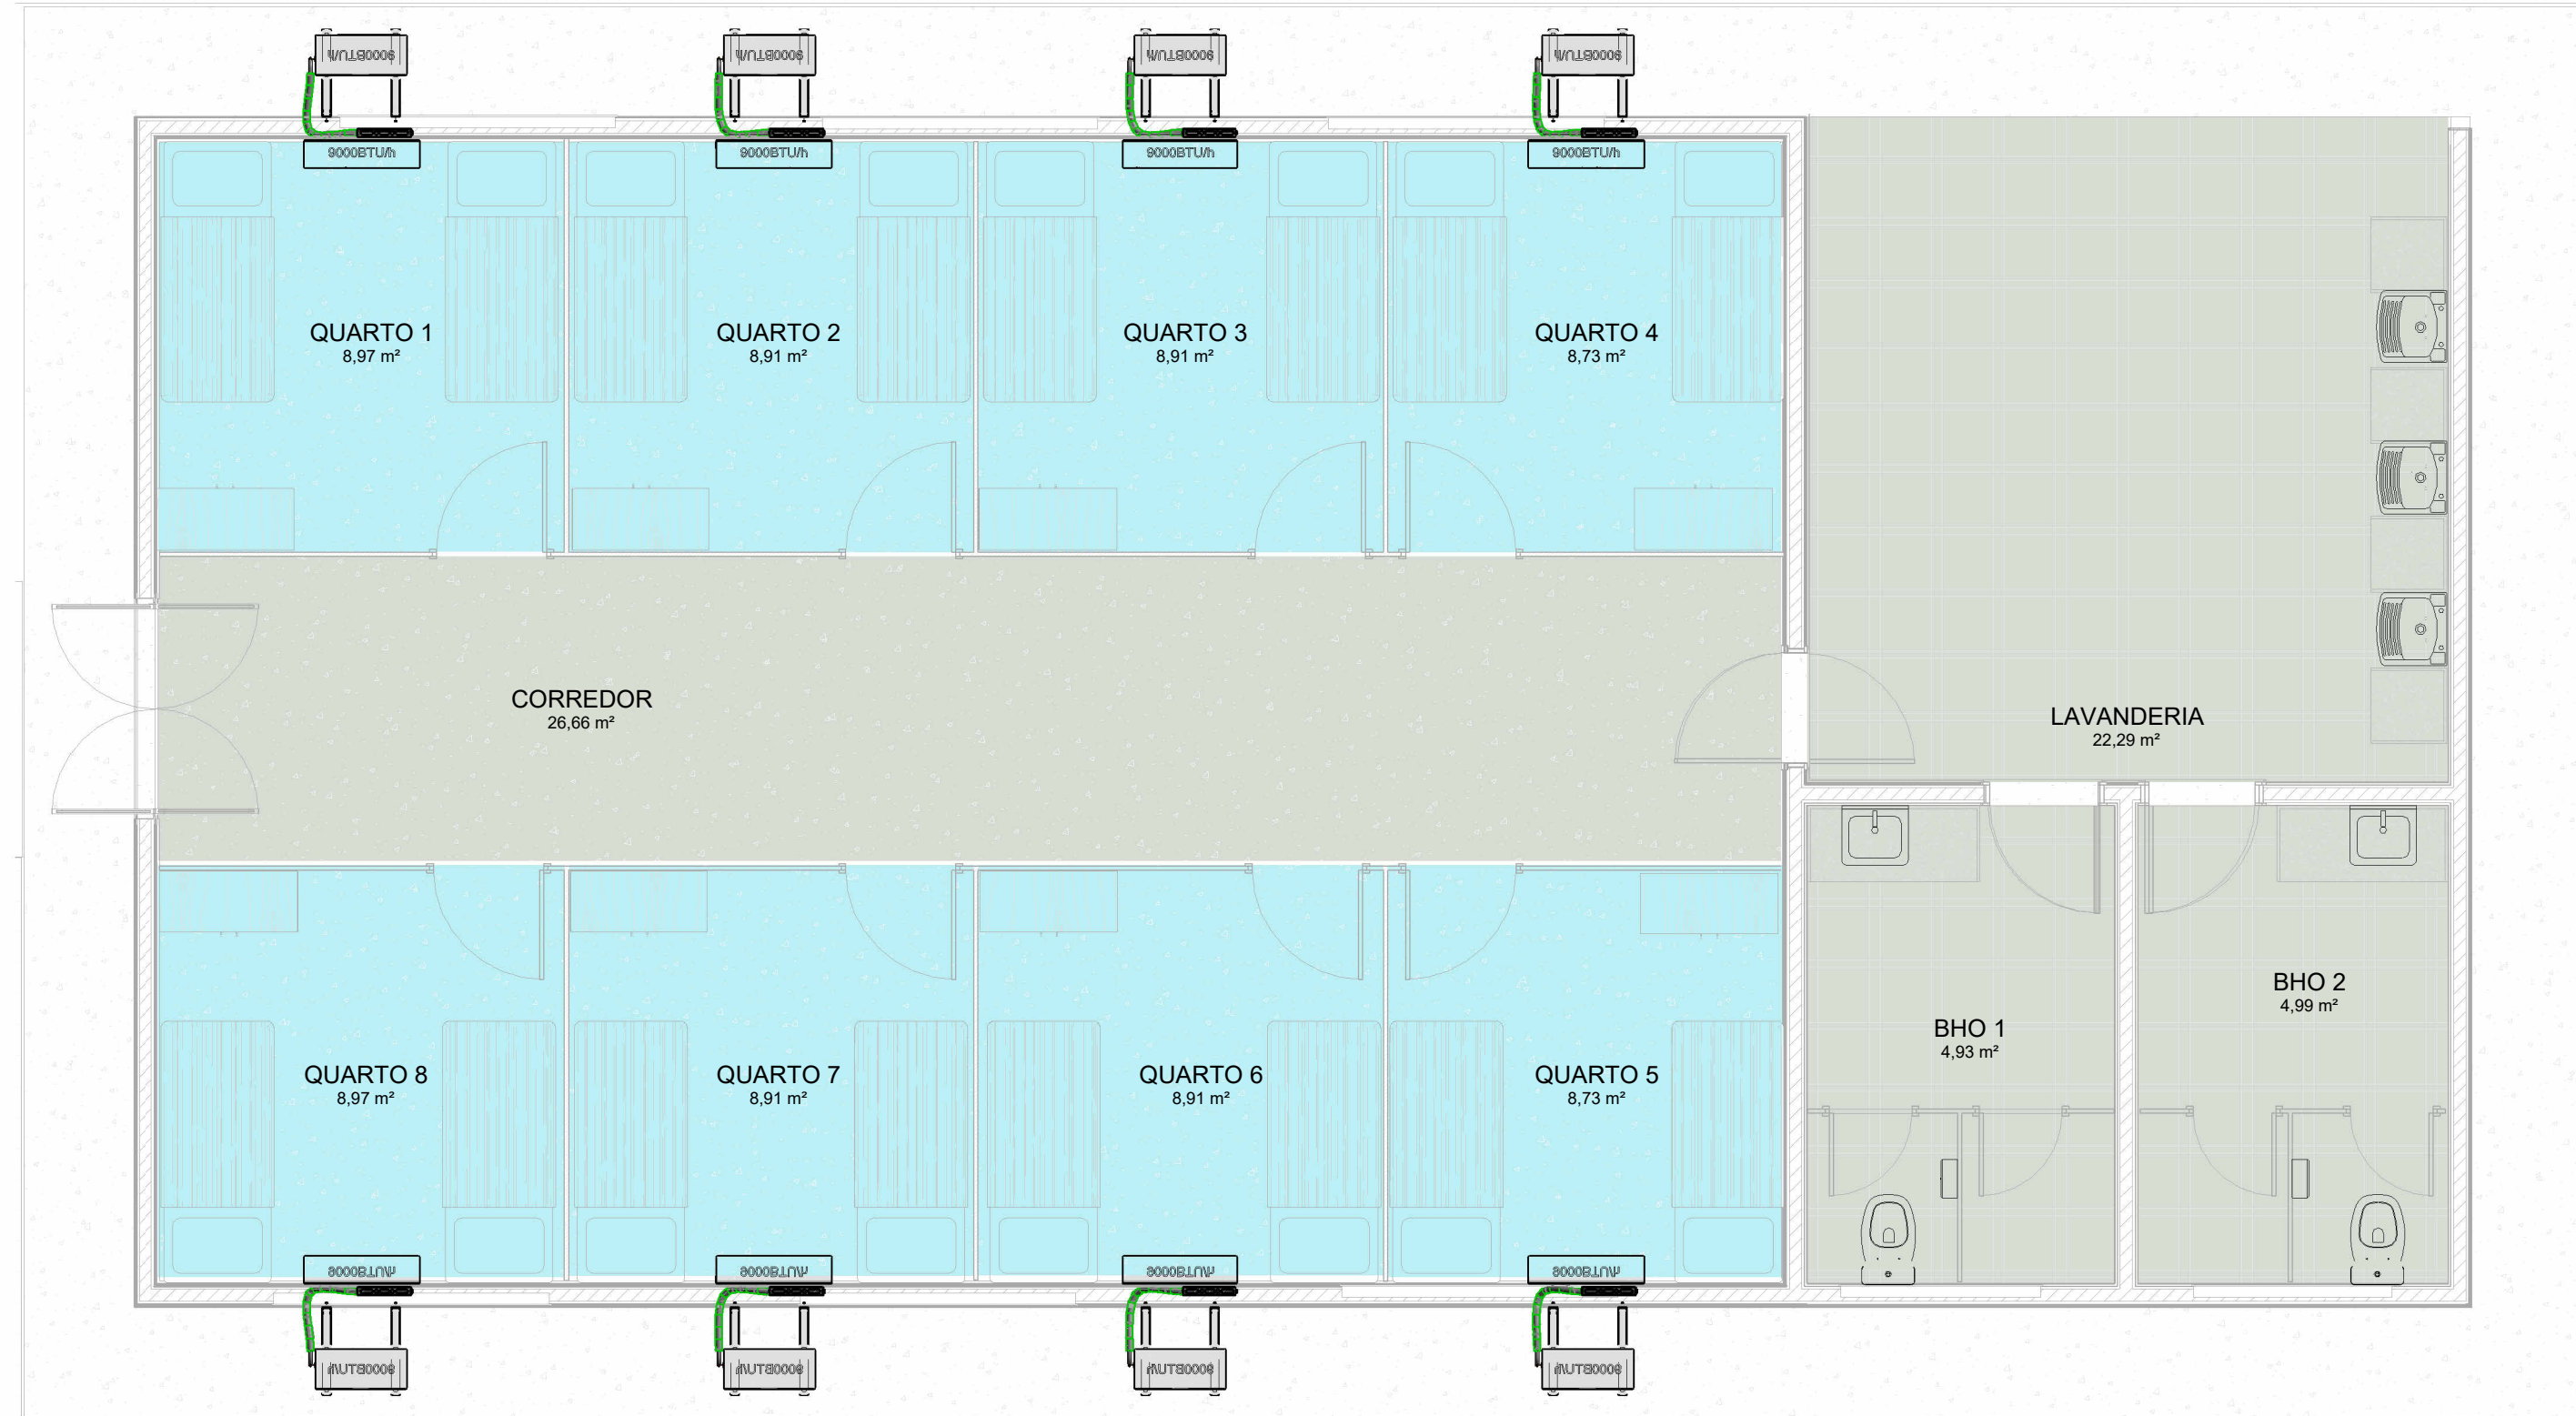 9000BTU/h
9000BTU/h
9000BTU/h
9000BTU/h
9000BTU/h
9000BTU/h
9000BTU/h
9000BTU/h
QUARTO 1
8,97 m²
QUARTO 2
8,91 m²
QUARTO 3
8,91 m²
QUARTO 4
8,73 m²
CORREDOR
26,66 m²
LAVANDERIA
22,29 m²
BHO 2
4,99 m²
BHO 1
4,93 m²
QUARTO 8
8,97 m²
QUARTO 7
8,91 m²
QUARTO 6
8,91 m²
QUARTO 5
8,73 m²
9000BTU/h
9000BTU/h
9000BTU/h
9000BTU/h
9000BTU/h
9000BTU/h
9000BTU/h
9000BTU/h